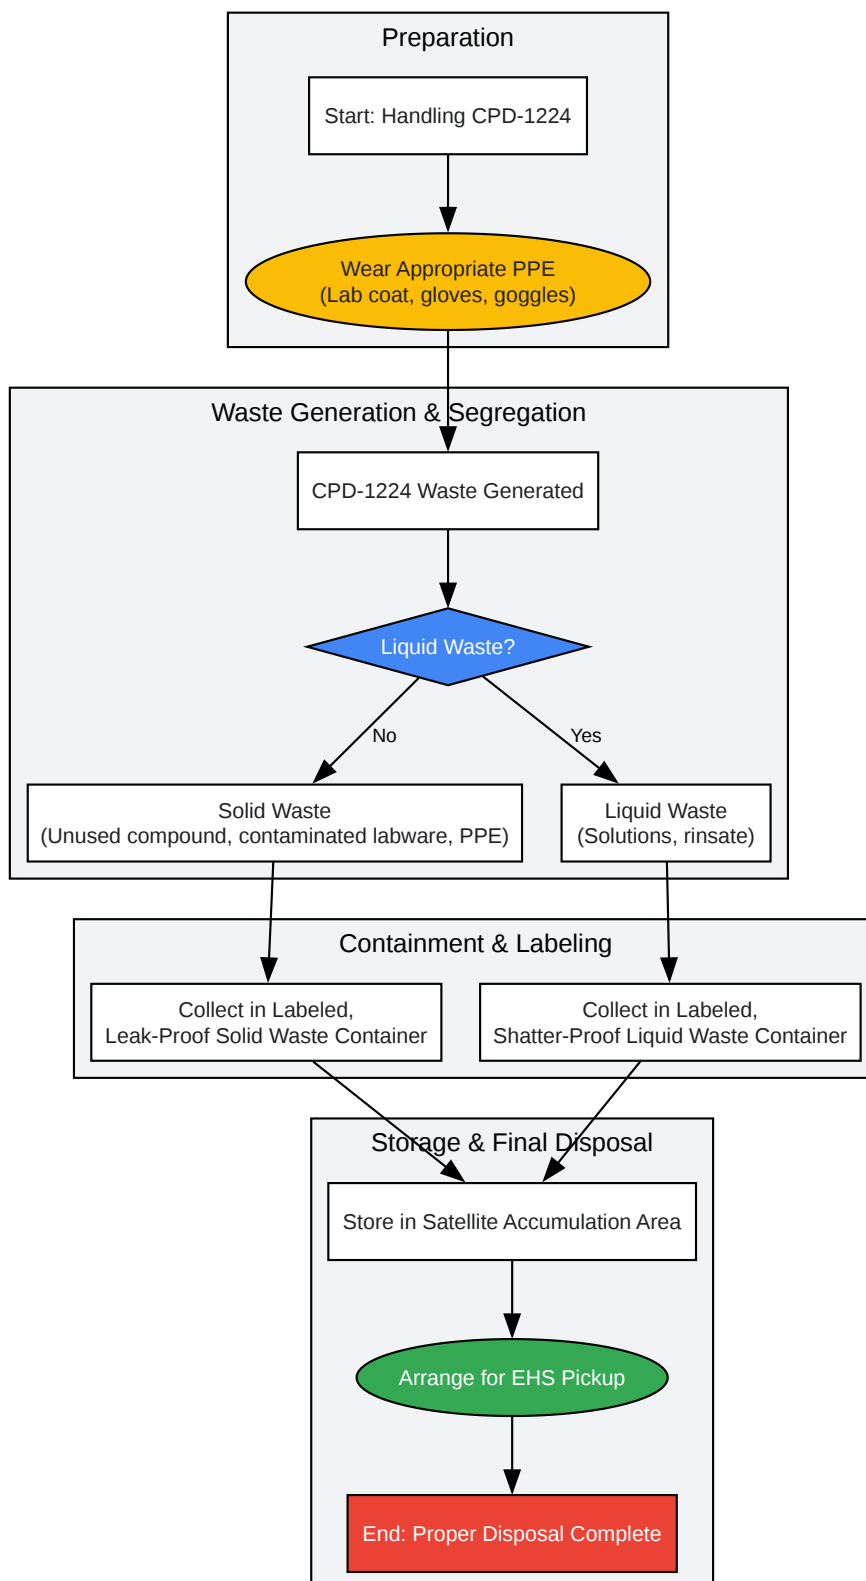 Preparation
Start: Handling CPD-1224
Wear Appropriate PPE
(Lab coat, gloves, goggles)
Waste Generation & Segregation
CPD-1224 Waste Generated
Liquid Waste?
No
Yes
Solid Waste
(Unused compound, contaminated labware, PPE)
Liquid Waste
(Solutions, rinsate)
Containment & Labeling
Collect in Labeled,
Leak-Proof Solid Waste Container
Collect in Labeled,
Shatter-Proof Liquid Waste Container
Storage & Final Disposal
Store in Satellite Accumulation Area
Arrange for EHS Pickup
End: Proper Disposal Complete